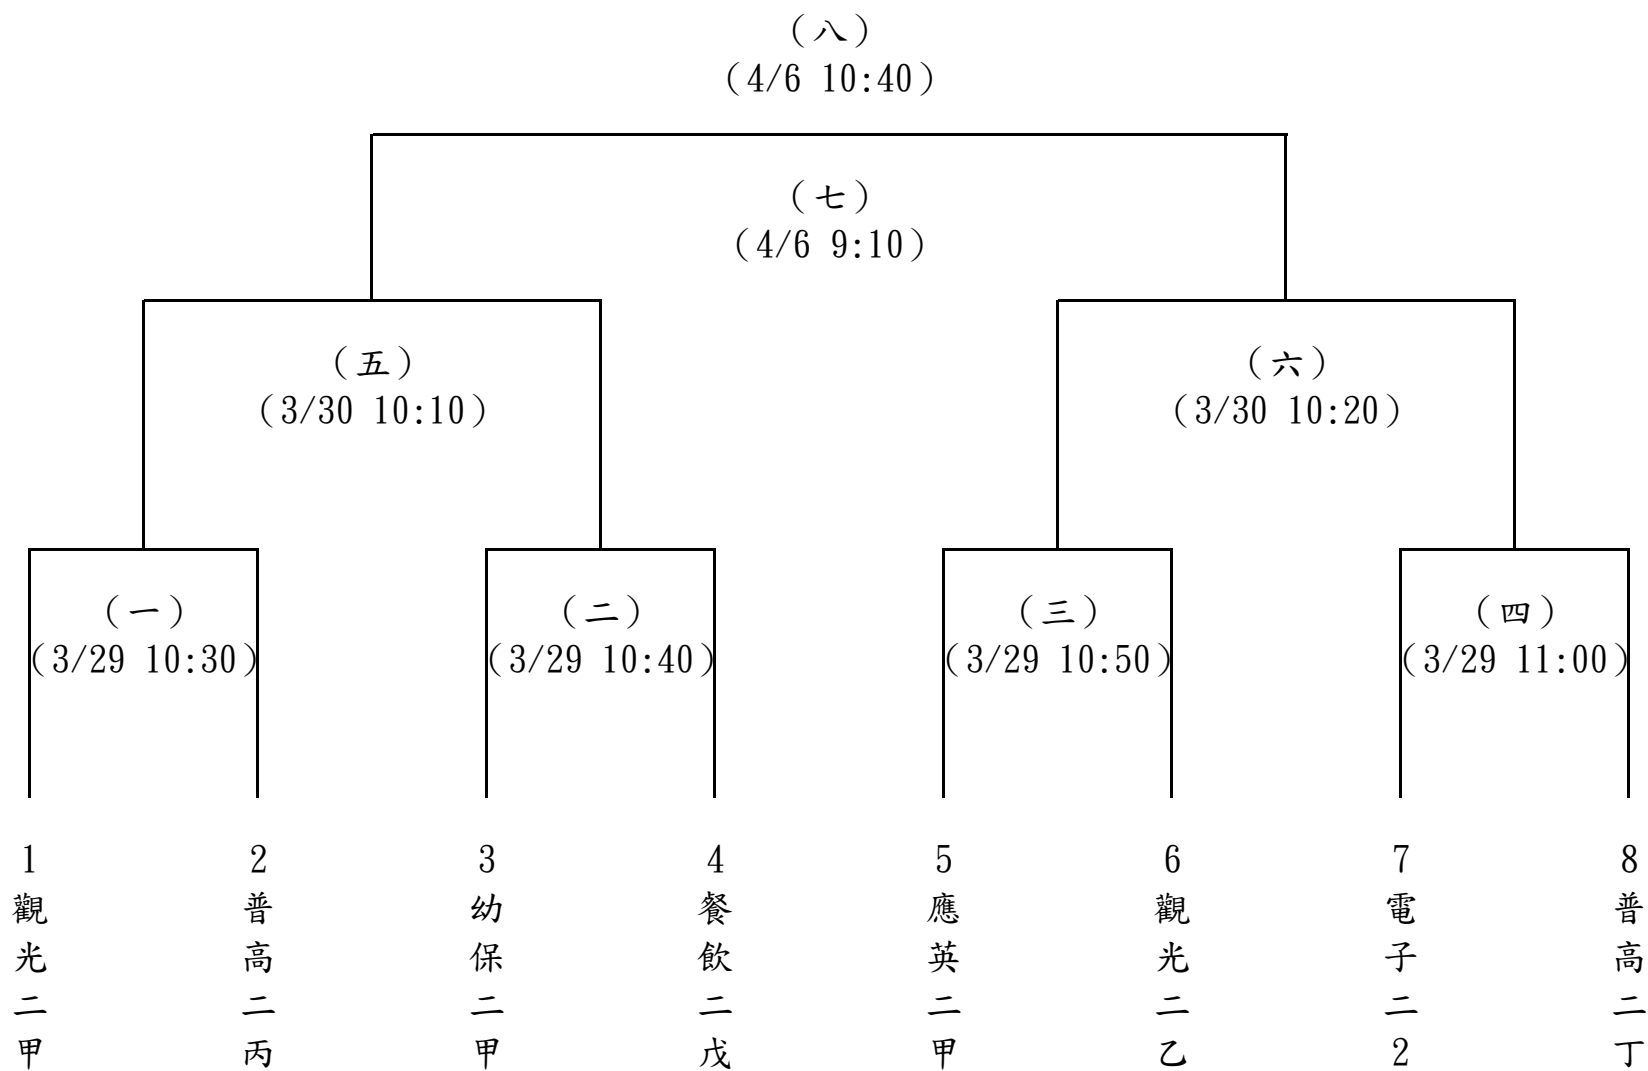 （八）
（4/6 10:40）
（七）
（4/6 9:10）
（五）
（3/30 10:10）
（六）
（3/30 10:20）
（一）
（3/29 10:30）
（二）
（3/29 10:40）
（三）
（3/29 10:50）
（四）
（3/29 11:00）
1觀光二甲
2普高二丙
3幼保二甲
4餐飲二戊
5應英二甲
6觀光二乙
7電子二2
8普高二丁